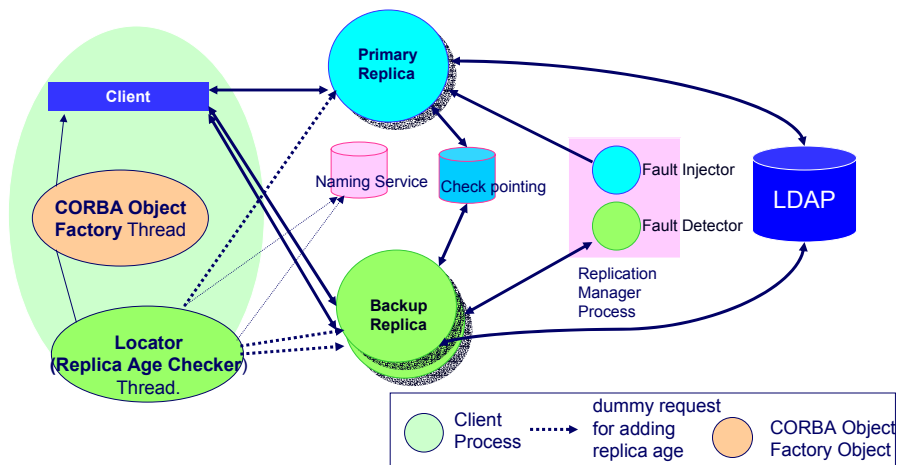 Primary
Replica
Client
Naming Service
Check pointing
Fault Injector
Fault Detector
LDAP
CORBA Object
Factory Thread
Replication
Manager
Process
Backup
Replica
Locator
(Replica Age Checker)
Thread.
Client
Process
dummy request
for adding
replica age
CORBA Object
Factory Object